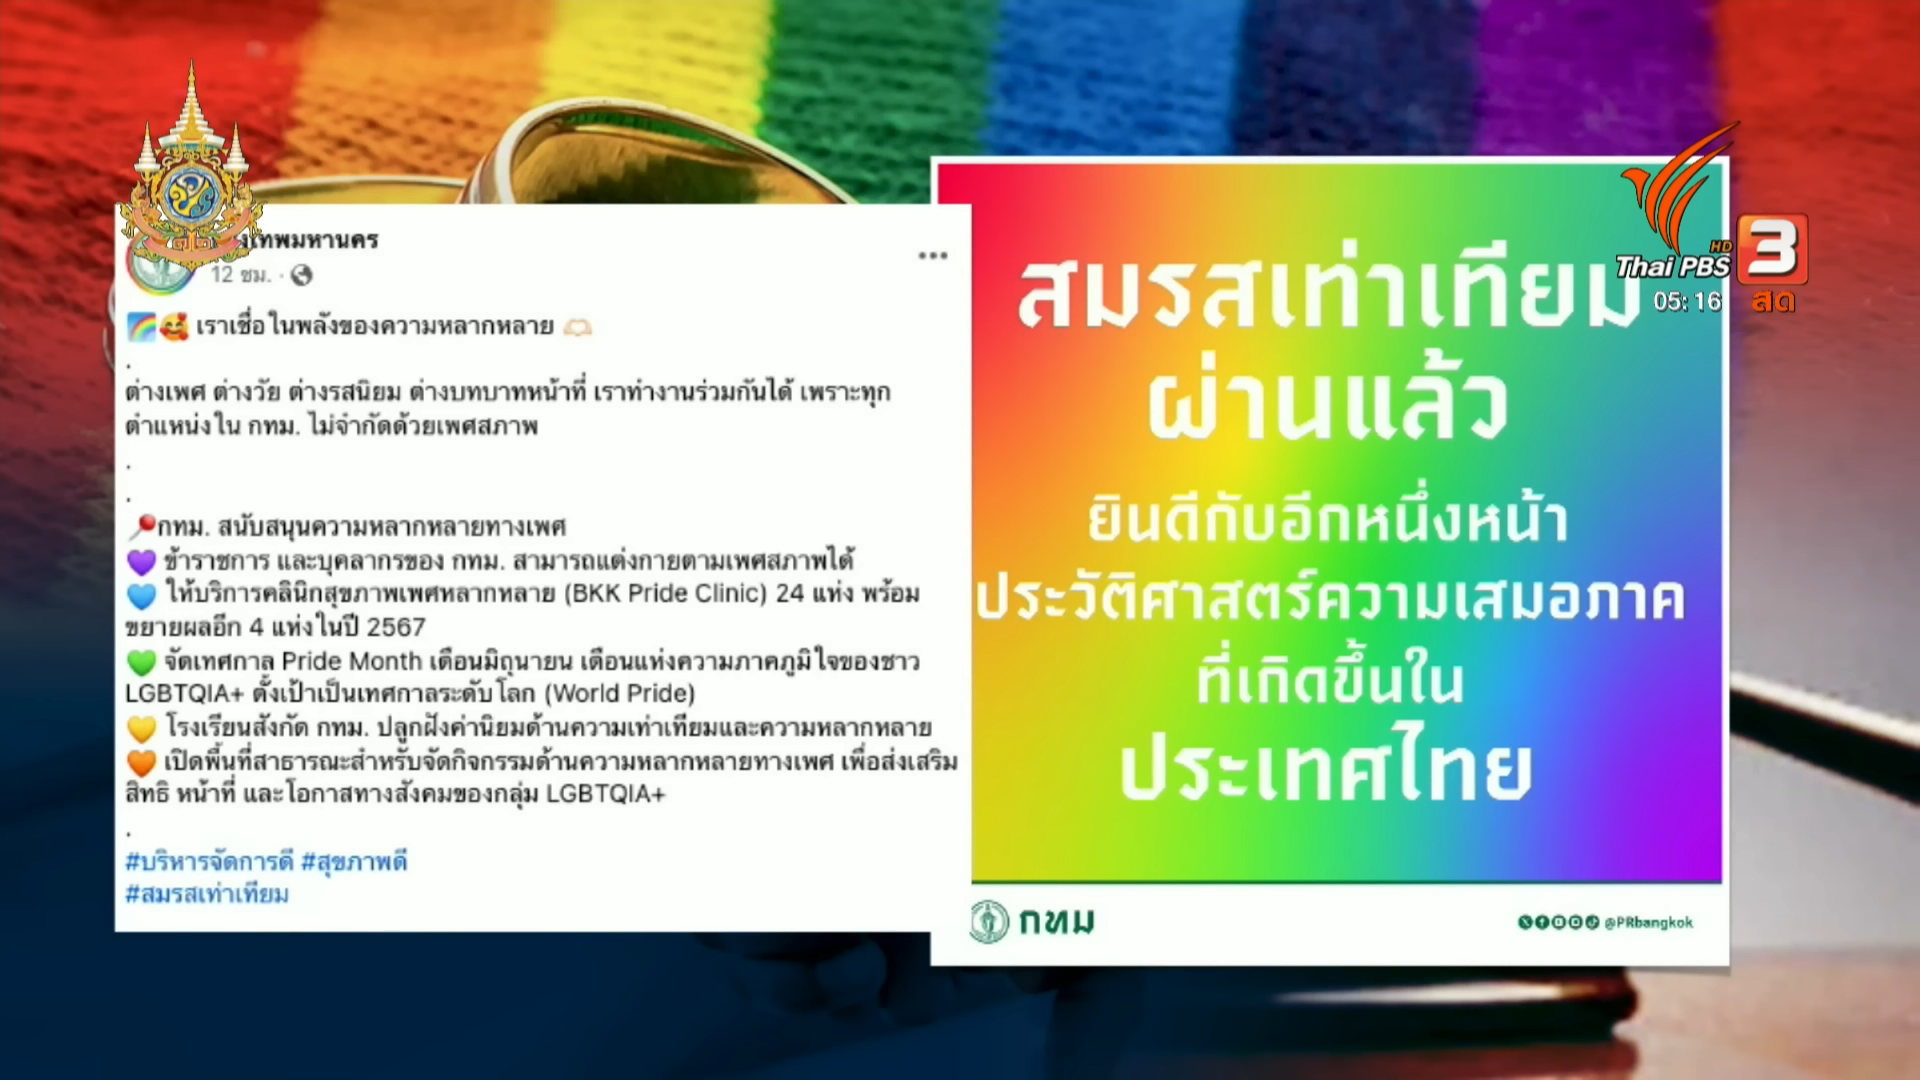 งเทพมหานคร
12 ชม.
เราเชื่อในพลังของความหลากหลาย
.
ต่างเพศ ต่างวัย ต่างรสนิยม ต่างบทบาทหน้าที่ เราทำงานร่วมกันได้ เพราะทุก
ตำแหน่งใน กทม. ไม่จำกัดด้วยเพศสภาพ
.
.
กทม. สนับสนุนความหลากหลายทางเพศ
ข้าราชการ และบุคลากรของ กทม. สามารถแต่งกายตามเพศสภาพได้
ให้บริการคลินิกสุขภาพเพศหลากหลาย (BKK Pride Clinic) 24 แห่ง พร้อม
ขยายผลอีก 4 แห่งในปี 2567
จัดเทศกาล Pride Month เดือนมิถุนายน เดือนแห่งความภาคภูมิใจของชาว
LGBTQIA+ ตั้งเป้าเป็นเทศกาลระดับโลก (World Pride)
โรงเรียนสังกัด กทม. ปลูกฝังค่านิยมด้านความเท่าเทียมและความหลากหลาย
เปิดพื้นที่สาธารณะสำหรับจัดกิจกรรมด้านความหลากหลายทางเพศ เพื่อส่งเสริม
สิทธิ หน้าที่ และโอกาสทางสังคมของกลุ่ม LGBTQIA+
.
#บริหารจัดการดี #สุขภาพดี
#สมรสเท่าเทียม
สมรสเท่าเทียม
ผ่านแล้ว
ยินดีกับอีกหนึ่งหน้า
ประวัติศาสตร์ความเสมอภาค
ที่เกิดขึ้นใน
ประเทศไทย
กทม
@PRbangkok
HD
Thai PBS 3
05:16 สด